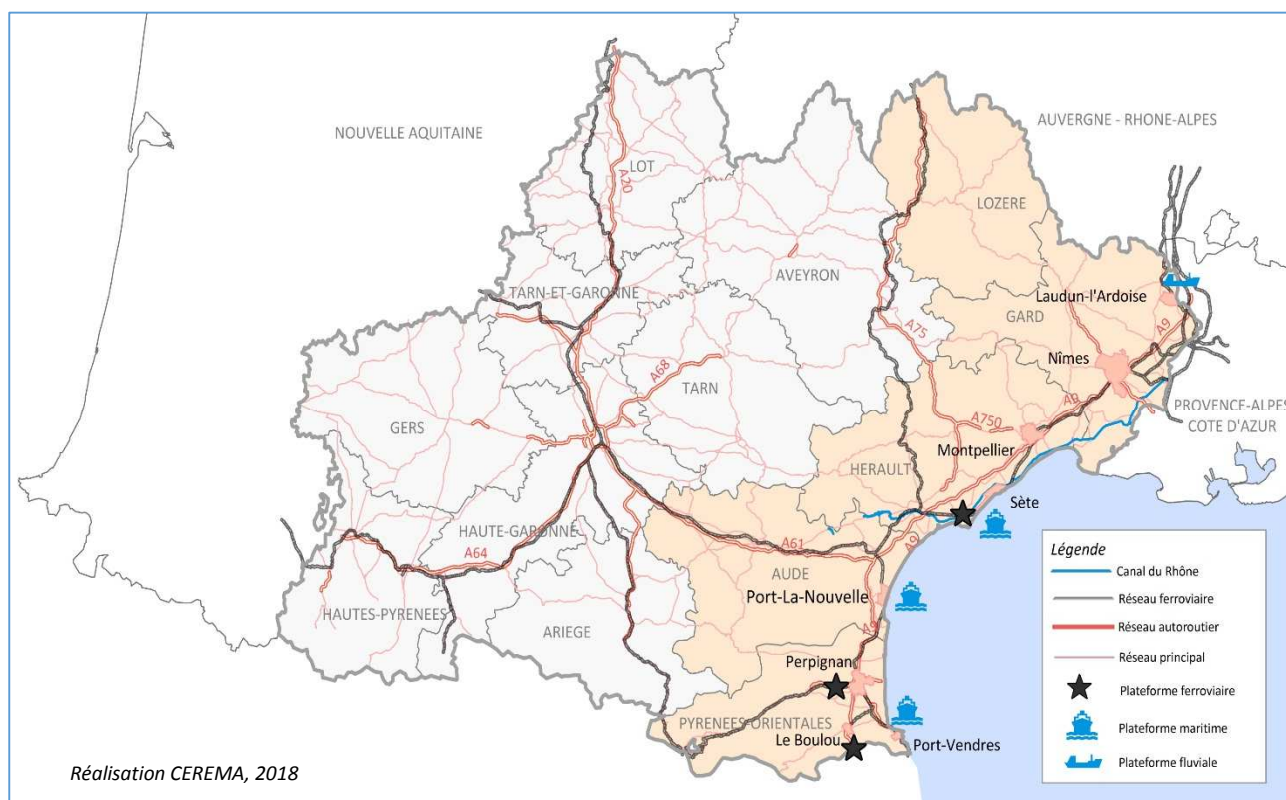 NOUVELLE AQUITAINE
AUVERGNE - RHONE-ALPES
LOT
A20
LOZERE
AVEYRON
TARN-ET-GARONNE
Laudun-l'Ardoise
GARD
A9
A75
Nîmes
A68
TARN
A9
PROVENCE-ALPES
COTE D'AZUR
GERS
A750
Montpellier
HERAULT
Sète
HAUTE-GARONNE
A64
A61
A9
AUDE
Port-La-Nouvelle
HAUTES-PYRENEES
ARIEGE
A9
Perpignan
PYRENEES-ORIENTALES
Le Boulou
Port-Vendres
Légende
Canal du Rhône
Réseau ferroviaire
Réseau autoroutier
Réseau principal
Plateforme ferroviaire
Plateforme maritime
Plateforme fluviale
Réalisation CEREMA, 2018